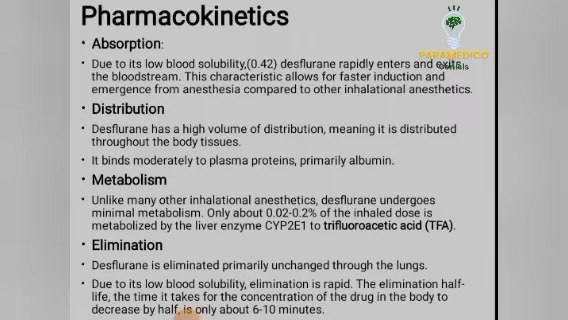 Pharmacokinetics
• Absorption:
• Due to its low blood solubility,(0.42) desflurane rapidly enters and exits
the bloodstream. This characteristic allows for faster induction and
emergence from anesthesia compared to other inhalational anesthetics.
• Distribution
• Desflurane has a high volume of distribution, meaning it is distributed
throughout the body tissues.
• It binds moderately to plasma proteins, primarily albumin.
• Metabolism
• Unlike many other inhalational anesthetics, desflurane undergoes
minimal metabolism. Only about 0.02-0.2% of the inhaled dose is
metabolized by the liver enzyme CYP2E1 to trifluoroacetic acid (TFA).
• Elimination
• Desflurane is eliminated primarily unchanged through the lungs.
• Due to its low blood solubility, elimination is rapid. The elimination half-
life, the time it takes for the concentration of the drug in the body to
decrease by half, is only about 6-10 minutes.
PARAMEDICO